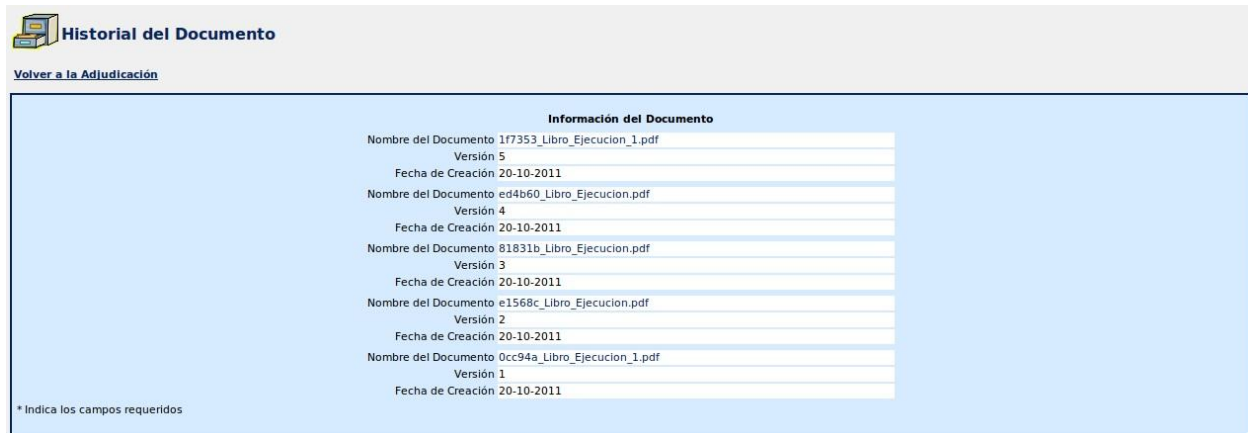 Historial del Documento
Volver a la Adjudicación
Información del Documento
Nombre del Documento 1f7353_Libro_Ejecucion_1.pdf
Versión 5
Fecha de Creación 20-10-2011
Nombre del Documento ed4b60_Libro_Ejecucion.pdf
Versión 4
Fecha de Creación 20-10-2011
Nombre del Documento 81831b_Libro_Ejecucion.pdf
Versión 3
Fecha de Creación 20-10-2011
Nombre del Documento e1568c_Libro_Ejecucion.pdf
Versión 2
Fecha de Creación 20-10-2011
Nombre del Documento 0cc94a_Libro_Ejecucion_1.pdf
Versión 1
Fecha de Creación 20-10-2011
* Indica los campos requeridos